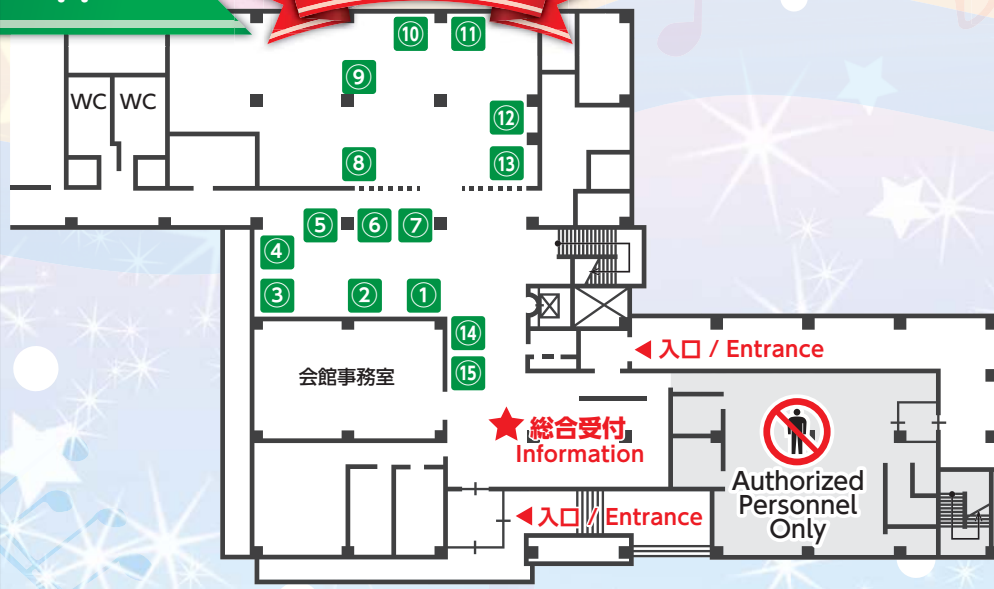 ⑩ ⑪
⑨
WC WC
⑫
⑧ ⑬
⑤ ⑥ ⑦
④
③ ② ①
⑭
入口 / Entrance
⑮
会館事務室
総合受付
Information
Authorized
Personnel
Only
入口 / Entrance